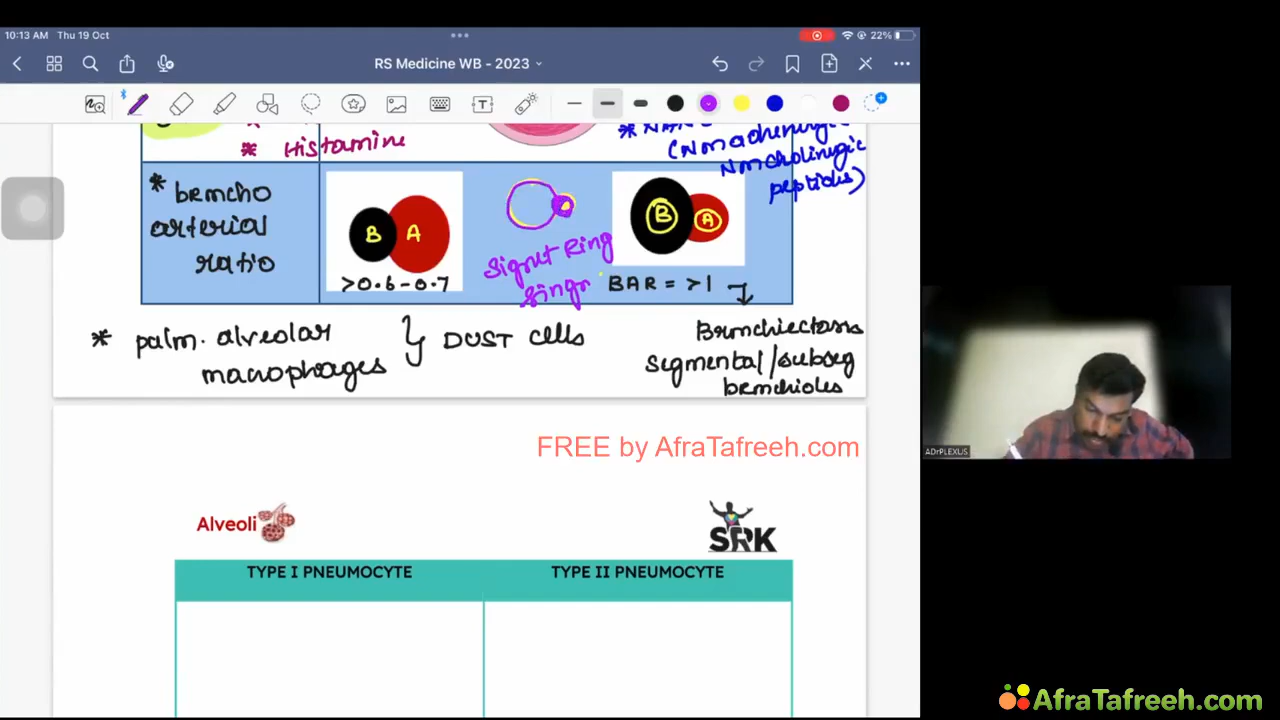 10:13 AM Thu 19 Oct
22%
RS Medicine WB - 2023
T
* Histamine
(Nonadrenergic
Noncholinergic
peptides)
* broncho
arterial
ratio
B A
>0.6-0.7
Signet Ring
Singn
B A
BAR = >1
* pulm. alveolar
macrophages
DUST cells
Bronchiectasis
segmental/subseg
bronchioles
FREE by AfraTafreeh.com
Alveoli
SRK
TYPE I PNEUMOCYTE
TYPE II PNEUMOCYTE
ADrPLEXUS
AfraTafreeh.com